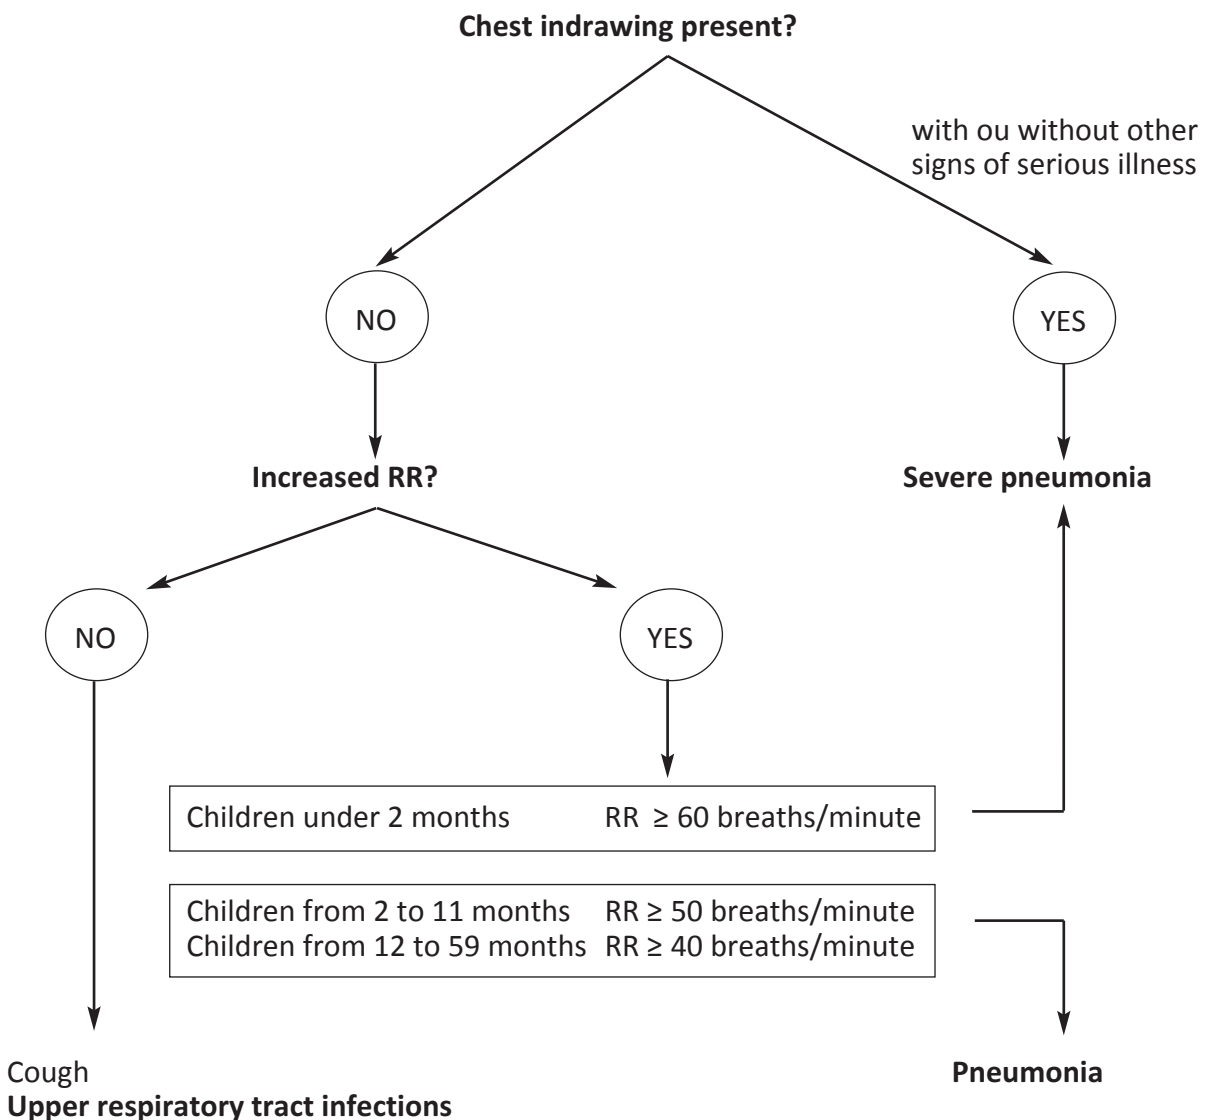 Chest indrawing present?
with ou without other
signs of serious illness
NO
YES
Increased RR?
Severe pneumonia
NO
YES
Children under 2 months RR ≥ 60 breaths/minute
Children from 2 to 11 months RR ≥ 50 breaths/minute
Children from 12 to 59 months RR ≥ 40 breaths/minute
Cough
Upper respiratory tract infections
Pneumonia